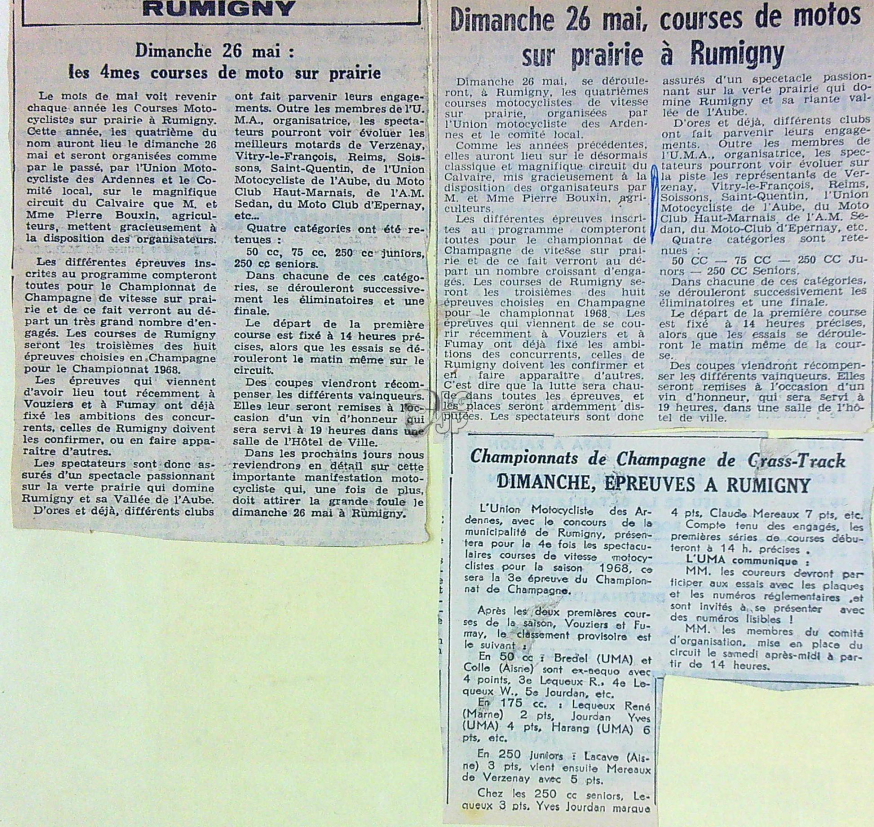 RUMIGNY
Dimanche 26 mai :
les 4mes courses de moto sur prairie
Le mois de mai voit revenir
chaque année les Courses Moto-
cyclistes sur prairie à Rumigny.
Cette année, les quatrième du
nom auront lieu le dimanche 26
mai et seront organisées comme
par le passé, par l'Union Moto-
cycliste des Ardennes et le Co-
mité local, sur le magnifique
circuit du Calvaire que M. et
Mme Pierre Bouxin, agricul-
teurs, mettent gracieusement à
la disposition des organisateurs.
Les différentes épreuves ins-
crites au programme compteront
toutes pour le Championnat de
Champagne de vitesse sur prai-
rie et de ce fait verront au dé-
part un très grand nombre d'en-
gagés. Les courses de Rumigny
seront les troisièmes des huit
épreuves choisies en Champagne
pour le Championnat 1968.
Les épreuves qui viennent
d'avoir lieu tout récemment à
Vouziers et à Fumay ont déjà
fixé les ambitions des concur-
rents, celles de Rumigny doivent
les confirmer, ou en faire appa-
raître d'autres.
Les spectateurs sont donc as-
surés d'un spectacle passionnant
sur la verte prairie qui domine
Rumigny et sa Vallée de l'Aube.
D'ores et déjà, différents clubs
ont fait parvenir leurs engage-
ments. Outre les membres de l'U.
M.A., organisatrice, les specta-
teurs pourront voir évoluer les
meilleurs motards de Verzenay,
Vitry-le-François, Reims, Sois-
sons, Saint-Quentin, de l'Union
Motocycliste de l'Aube, du Moto
Club Haut-Marnais, de l'A.M.
Sedan, du Moto Club d'Epernay,
etc...
Quatre catégories ont été re-
tenues :
50 cc, 75 cc, 250 cc juniors,
250 cc seniors.
Dans chacune de ces catégo-
ries, se dérouleront successive-
ment les éliminatoires et une
finale.
Le départ de la première
course est fixé à 14 heures pré-
cises, alors que les essais se dé-
rouleront le matin même sur le
circuit.
Des coupes viendront récom-
penser les différents vainqueurs.
Elles leur seront remises à l'oc-
casion d'un vin d'honneur qui
sera servi à 19 heures dans une
salle de l'Hôtel de Ville.
Dans les prochains jours nous
reviendrons en détail sur cette
importante manifestation moto-
cycliste qui, une fois de plus,
doit attirer la grande foule le
dimanche 26 mai à Rumigny.
Dimanche 26 mai, courses de motos
sur prairie à Rumigny
Dimanche 26 mai, se déroule-
ront, à Rumigny, les quatrièmes
courses motocyclistes de vitesse
sur prairie, organisées par
l'Union motocycliste des Arden-
nes et le comité local.
Comme les années précédentes,
elles auront lieu sur le désormais
classique et magnifique circuit du
Calvaire, mis gracieusement à la
disposition des organisateurs par
M. et Mme Pierre Bouxin, agri-
culteurs.
Les différentes épreuves inscri-
tes au programme compteront
toutes pour le championnat de
Champagne de vitesse sur prai-
rie et de ce fait verront au dé-
part un nombre croissant d'enga-
gés. Les courses de Rumigny se-
ront les troisièmes des huit
épreuves choisies en Champagne
pour le championnat 1968. Les
épreuves qui viennent de se cou-
rir récemment à Vouziers et à
Fumay ont déjà fixé les ambi-
tions des concurrents, celles de
Rumigny doivent les confirmer et
en faire apparaître d'autres.
C'est dire que la lutte sera chau-
de dans toutes les épreuves, et
les places seront ardemment dis-
putées. Les spectateurs sont donc
assurés d'un specetacle passion-
nant sur la verte prairie qui do-
mine Rumigny et sa riante val-
lée de l'Aube.
D'ores et déjà, différents clubs
ont fait parvenir leurs engage-
ments. Outre les membres de
l'U.M.A., organisatrice, les spec-
tateurs pourront voir évoluer sur
la piste les représentants de Ver-
zenay, Vitry-le-François, Reims,
Soissons, Saint-Quentin, l'Union
Motocycliste de l'Aube, du Moto
Club Haut-Marnais, de l'A.M. Se-
dan, du Moto-Club d'Epernay, etc.
Quatre catégories sont rete-
nues :
50 CC — 75 CC — 250 CC Ju-
niors — 250 CC Seniors.
Dans chacune de ces catégories,
se dérouleront successivement les
éliminatoires et une finale.
Le départ de la première course
est fixé à 14 heures précises,
alors que les essais se déroule-
ront le matin même de la cour-
se.
Des coupes viendront récompen-
ser les différents vainqueurs. Elles
seront remises à l'occasion d'un
vin d'honneur, qui sera servi à
19 heures, dans une salle de l'hô-
tel de ville.
Championnats de Champagne de Grass-Track
DIMANCHE, EPREUVES A RUMIGNY
L'Union Motocycliste des Ar-
dennes, avec le concours de la
municipalité de Rumigny, présen-
tera pour la 4e fois les spectacu-
laires courses de vitesse motocy-
clistes pour la saison 1968, ce
sera la 3e épreuve du Champion-
nat de Champagne.
Après les deux premières cour-
ses de la saison, Vouziers et Fu-
may, le classement provisoire est
le suivant :
En 50 cc : Bredel (UMA) et
Colle (Aisne) sont ex-aequo avec
4 points, 3e Lequeux R., 4e Le-
queux W., 5e Jourdan, etc.
En 175 cc. : Lequeux René
(Marne) 2 pts, Jourdan Yves
(UMA) 4 pts, Harang (UMA) 6
pts, etc.
En 250 Juniors : Lacave (Ais-
ne) 3 pts, vient ensuite Mereaux
de Verzenay avec 5 pts.
Chez les 250 cc seniors, Le-
queux 3 pts, Yves Jourdan marque
4 pts, Claude Mereaux 7 pts, etc.
Compte tenu des engagés, les
premières séries de courses débu-
teront à 14 h. précises.
L'UMA communique :
MM. les coureurs devront par-
ticiper aux essais avec les plaques
et les numéros réglementaires et
sont invités à se présenter avec
des numéros lisibles !
MM. les membres du comité
d'organisation, mise en place du
circuit le samedi après-midi à par-
tir de 14 heures.